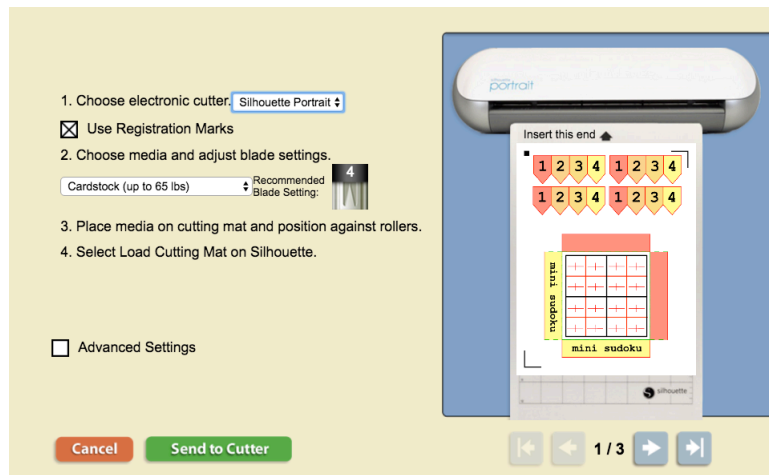 1. Choose electronic cutter. Silhouette Portrait
Use Registration Marks
2. Choose media and adjust blade settings.
Cardstock (up to 65 lbs)
Recommended
Blade Setting:
4
3. Place media on cutting mat and position against rollers.
4. Select Load Cutting Mat on Silhouette.
Advanced Settings
Cancel
Send to Cutter
silhouette
portrait
Insert this end
1 2 3 4 1 2 3 4
1 2 3 4 1 2 3 4
mini sudoku
mini sudoku
silhouette
1 / 3